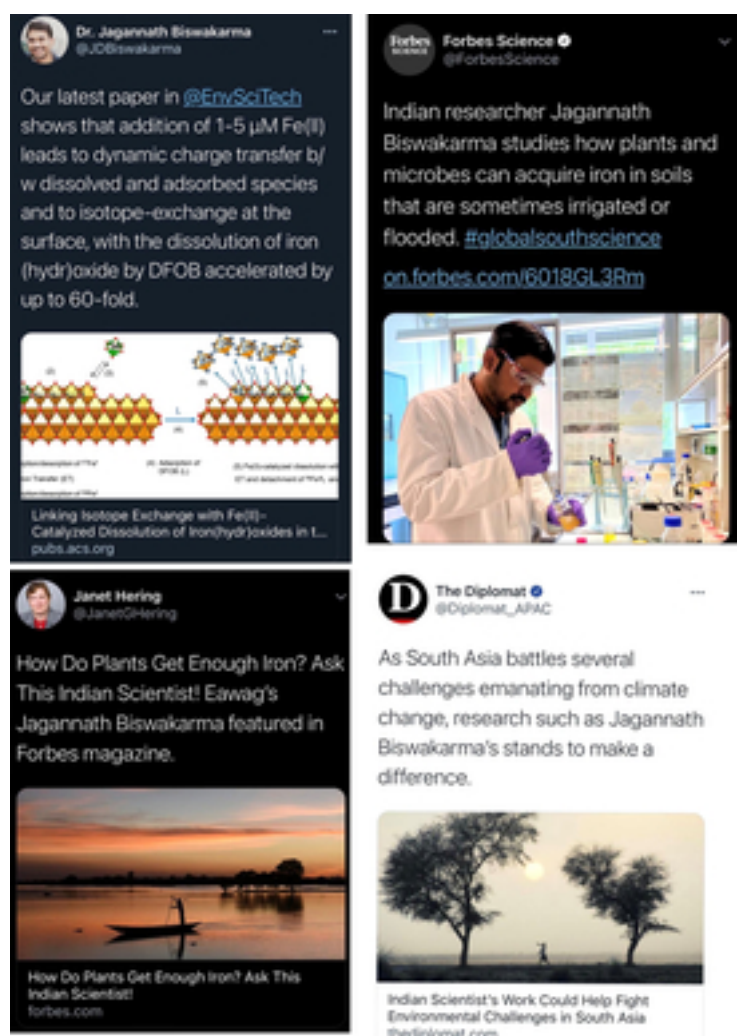 Dr. Jagannath Biswakarma
@JDBiswakarma
Our latest paper in @EnvSciTech
shows that addition of 1-5 µM Fe(II)
leads to dynamic charge transfer b/
w dissolved and adsorbed species
and to isotope-exchange at the
surface, with the dissolution of iron
(hydr)oxide by DFOB accelerated by
up to 60-fold.
Linking Isotope Exchange with Fe(II)-
Catalyzed Dissolution of Iron(hydr)oxides in t...
pubs.acs.org
Forbes
SCIENCE
Forbes Science
@ForbesScience
Indian researcher Jagannath
Biswakarma studies how plants and
microbes can acquire iron in soils
that are sometimes irrigated or
flooded. #globalsouthscience
on.forbes.com/6018GL3Rm
Janet Hering
@JanetGHering
How Do Plants Get Enough Iron? Ask
This Indian Scientist! Eawag's
Jagannath Biswakarma featured in
Forbes magazine.
How Do Plants Get Enough Iron? Ask This
Indian Scientist!
forbes.com
D
The Diplomat
@Diplomat_APAC
As South Asia battles several
challenges emanating from climate
change, research such as Jagannath
Biswakarma's stands to make a
difference.
Indian Scientist's Work Could Help Fight
Environmental Challenges in South Asia
thediplomat.com